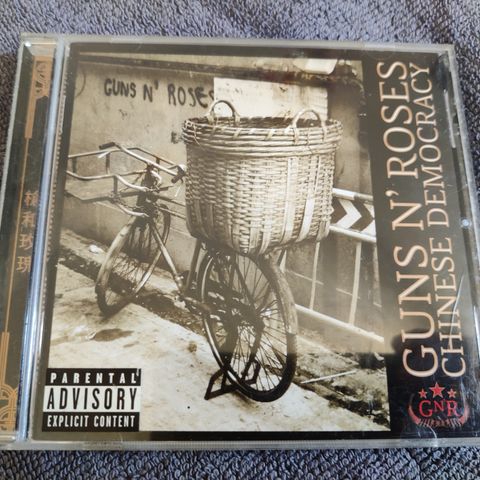 GUNS N' ROSES
GUNS N' ROSES
CHINESE DEMOCRACY
PARENTAL
ADVISORY
EXPLICIT CONTENT
GNR